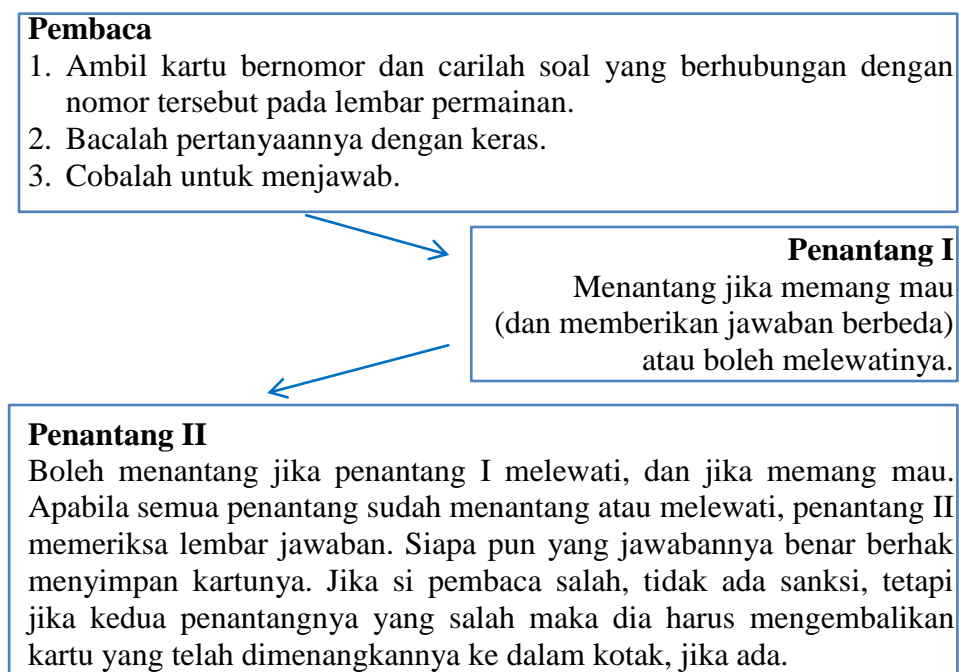 Pembaca
1. Ambil kartu bernomor dan carilah soal yang berhubungan dengan
nomor tersebut pada lembar permainan.
2. Bacalah pertanyaannya dengan keras.
3. Cobalah untuk menjawab.
Penantang I
Menantang jika memang mau
(dan memberikan jawaban berbeda)
atau boleh melewatinya.
Penantang II
Boleh menantang jika penantang I melewati, dan jika memang mau.
Apabila semua penantang sudah menantang atau melewati, penantang II
memeriksa lembar jawaban. Siapa pun yang jawabannya benar berhak
menyimpan kartunya. Jika si pembaca salah, tidak ada sanksi, tetapi
jika kedua penantangnya yang salah maka dia harus mengembalikan
kartu yang telah dimenangkannya ke dalam kotak, jika ada.